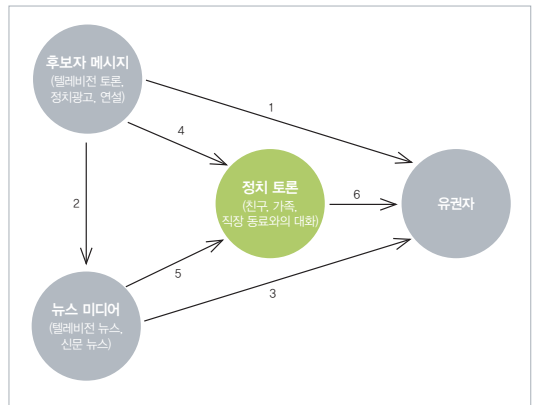 후보자 메시지
(텔레비전 토론,
정치광고, 연설)
1
4
2
정치 토론
(친구, 가족,
직장 동료와의 대화)
6
유권자
5
3
뉴스 미디어
(텔레비전 뉴스,
신문 뉴스)